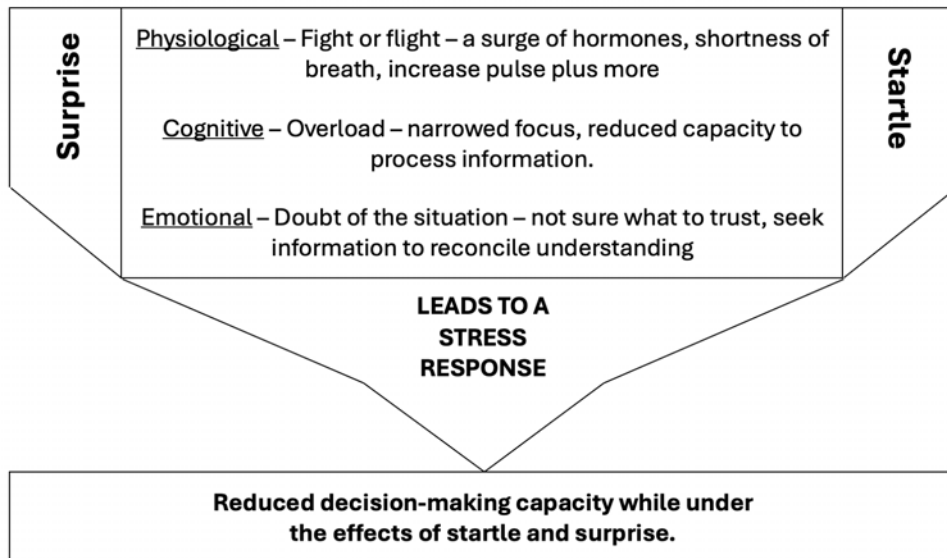 Surprise
Physiological – Fight or flight – a surge of hormones, shortness of
breath, increase pulse plus more
Cognitive – Overload – narrowed focus, reduced capacity to
process information.
Emotional – Doubt of the situation – not sure what to trust, seek
information to reconcile understanding
Startle
LEADS TO A
STRESS
RESPONSE
Reduced decision-making capacity while under
the effects of startle and surprise.